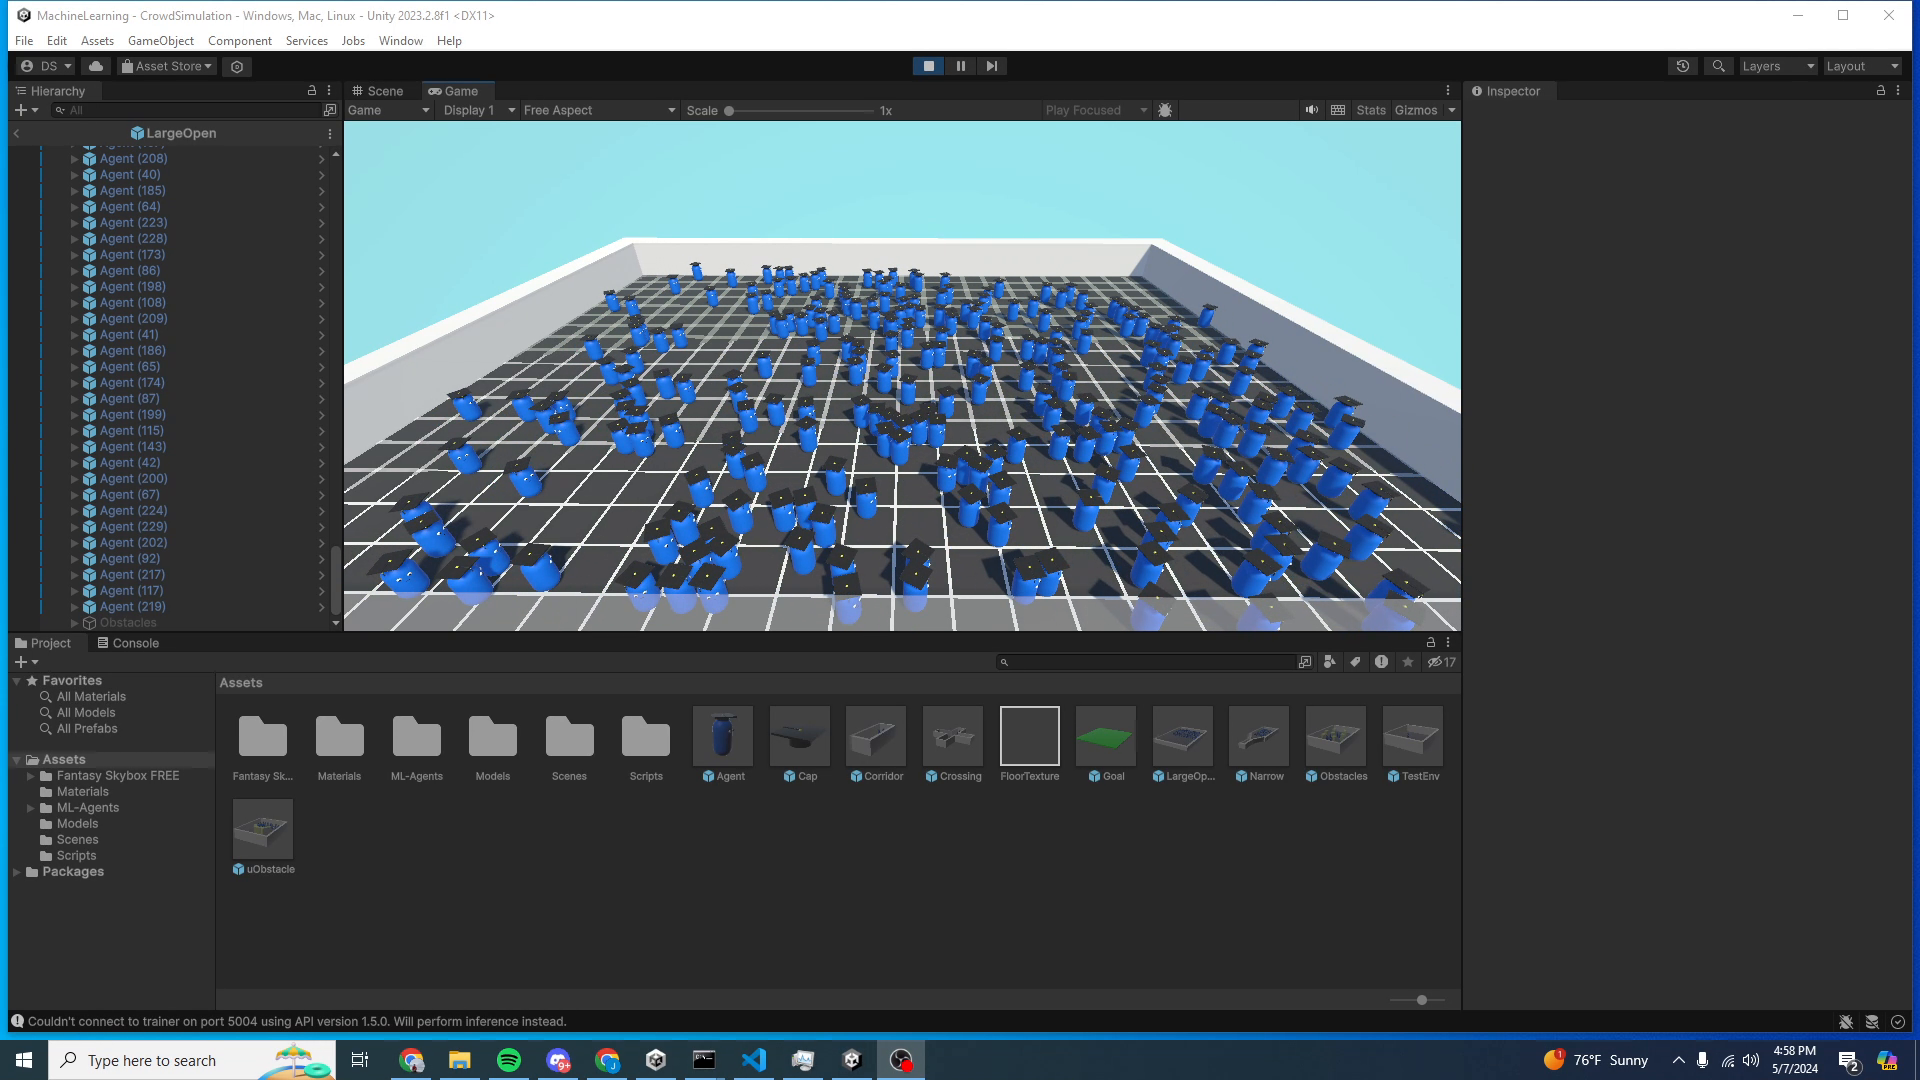 MachineLearning - CrowdSimulation - Windows, Mac, Linux - Unity 2023.2.8f1 <DX11>
File Edit Assets GameObject Component Services Jobs Window Help
DS Asset Store Layers Layout
Hierarchy
All
LargeOpen
Agent (208)
Agent (40)
Agent (185)
Agent (64)
Agent (223)
Agent (228)
Agent (173)
Agent (86)
Agent (198)
Agent (108)
Agent (209)
Agent (41)
Agent (186)
Agent (65)
Agent (174)
Agent (87)
Agent (199)
Agent (115)
Agent (143)
Agent (42)
Agent (200)
Agent (67)
Agent (224)
Agent (229)
Agent (202)
Agent (92)
Agent (217)
Agent (117)
Agent (219)
Obstacles
Scene Game
Game Display 1 Free Aspect Scale 1x Play Focused Stats Gizmos
Inspector
Project Console
17
Favorites
All Materials
All Models
All Prefabs
Assets
Fantasy Skybox FREE
Materials
ML-Agents
Models
Scenes
Scripts
Packages
Assets
Fantasy Sk... Materials ML-Agents Models Scenes Scripts Agent Cap Corridor Crossing FloorTexture Goal LargeOp... Narrow Obstacles TestEnv
uObstacle
Couldn't connect to trainer on port 5004 using API version 1.5.0. Will perform inference instead.
Type here to search
9+
1
76°F Sunny
4:58 PM
5/7/2024
2
PRE